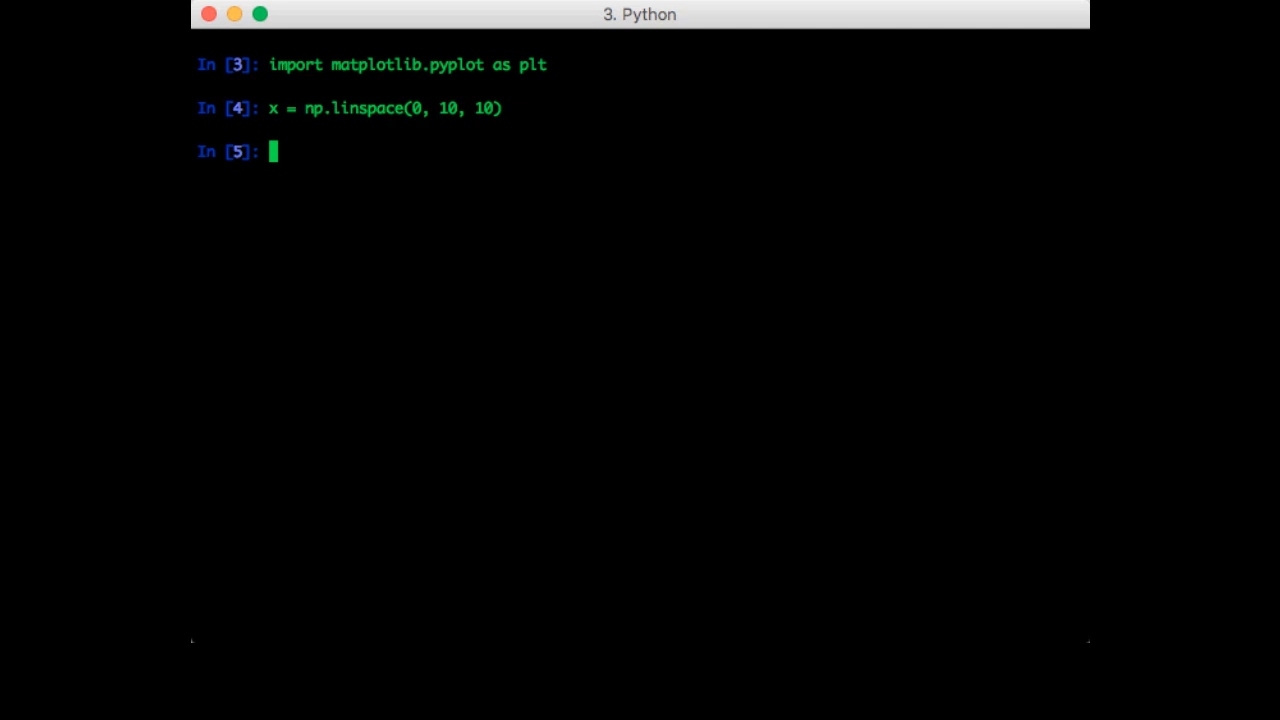 3. Python
In [3]: import matplotlib.pyplot as plt
In [4]: x = np.linspace(0, 10, 10)
In [5]: